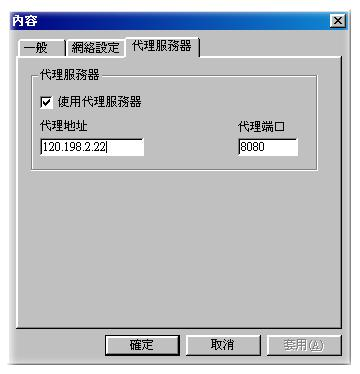 內容
一般 網絡設定 代理服務器
代理服務器
使用代理服務器
代理地址 代理端口
120.198.2.22 8080
確定 取消 套用(A)